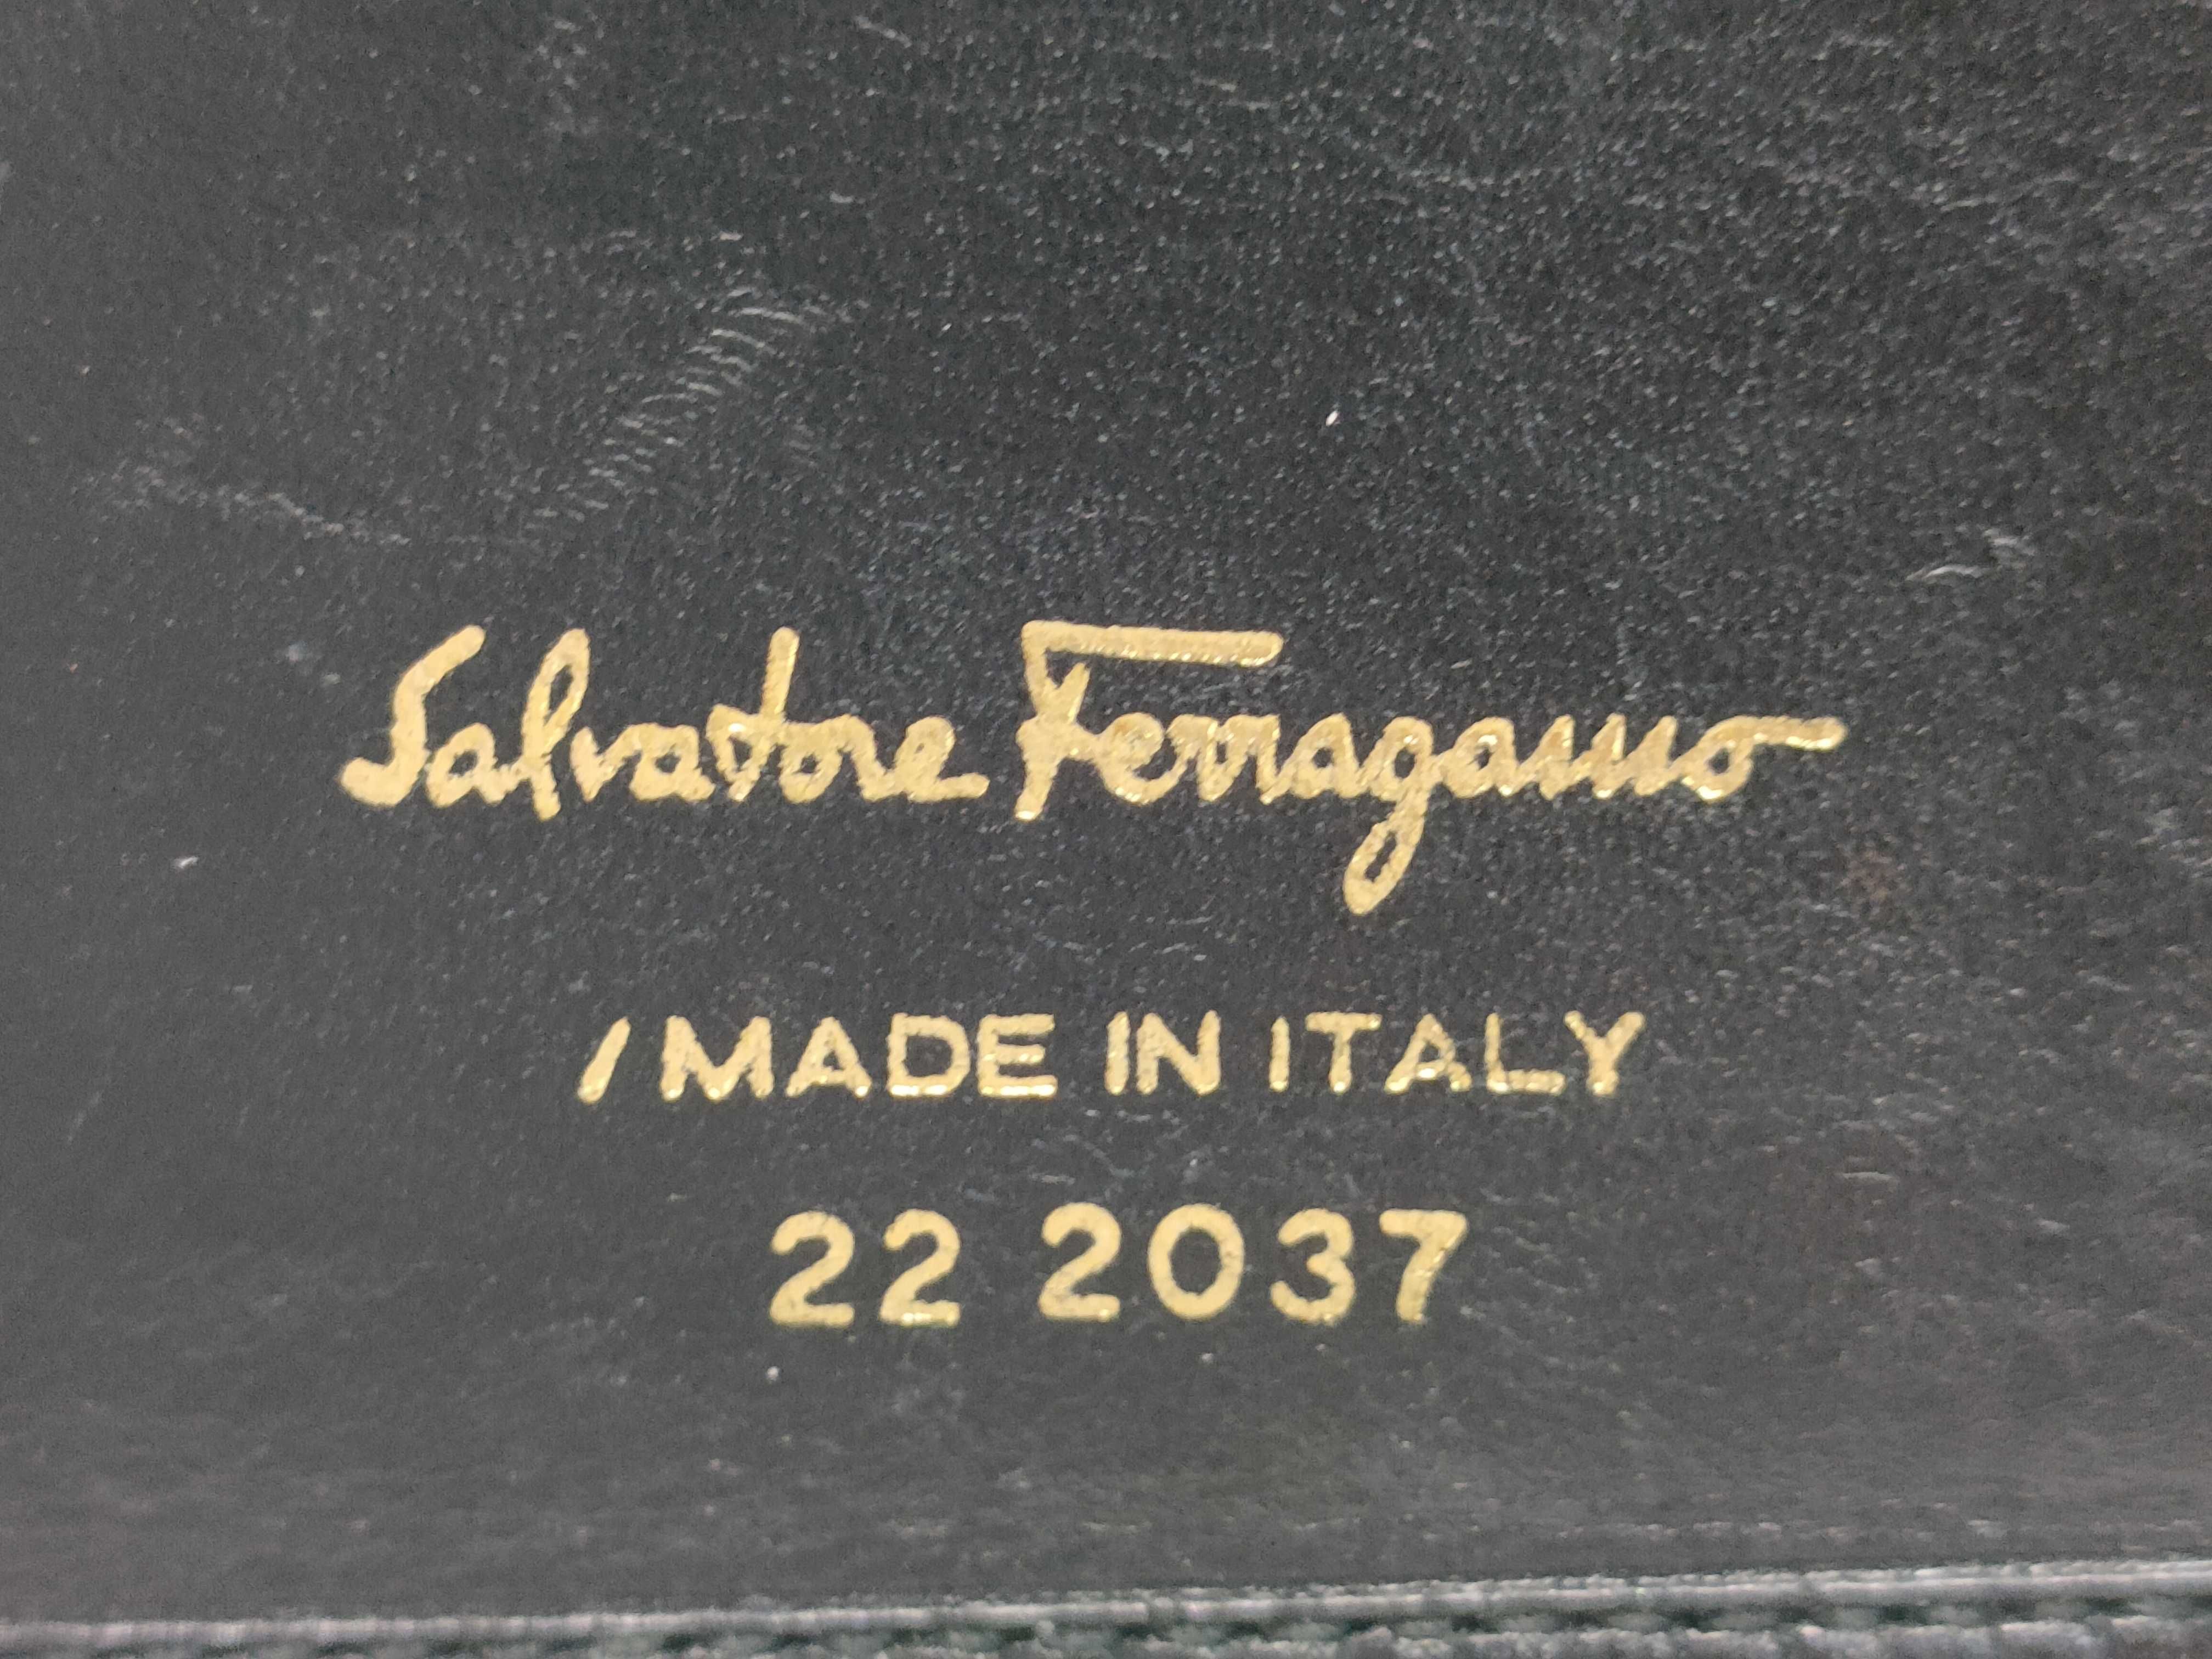 Salvatore Ferragamo
/ MADE IN ITALY
22 2037